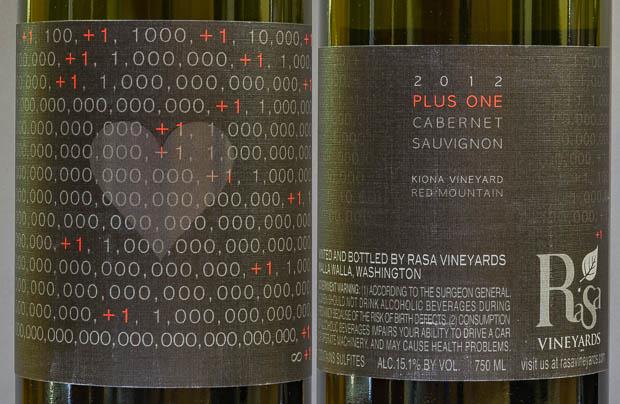 +1, 100,+1, 1000,+1, 10,000,+1
000,+1, 1,000,000,+1, 10,
000,+1, 1,000,000,000,+1
000,000,000,000,+1, 1,000
000,000,+1, 1,000,000,000
000,000,000,+1, 1,000,000
000,000,000,+1, 1,000,000
000,000,000,000,+1, 1,000
000,000,000,000,000,+1, 1
000,000,000,000,000,000
000,+1, 1,000,000,000,000
000,000,000,000,+1, 1,000
000,000,000,000,000,000
000,+1, 1,000,000,000
000,000,000,000,000,000,+1
∞+1
2012
PLUS ONE
CABERNET
SAUVIGNON
KIONA VINEYARD
RED MOUNTAIN
AND BOTTLED BY RASA VINEYARDS
WALLA, WASHINGTON
WARNING: (1) ACCORDING TO THE SURGEON GENERAL,
SHOULD NOT DRINK ALCOHOLIC BEVERAGES DURING
BECAUSE OF THE RISK OF BIRTH DEFECTS. (2) CONSUMPTION
BEVERAGES IMPAIRS YOUR ABILITY TO DRIVE A CAR
MACHINERY, AND MAY CAUSE HEALTH PROBLEMS.
SULFITES ALC.15.1% BY VOL. 750 ML
+1
RaSa
VINEYARDS
visit us at rasavineyards.com